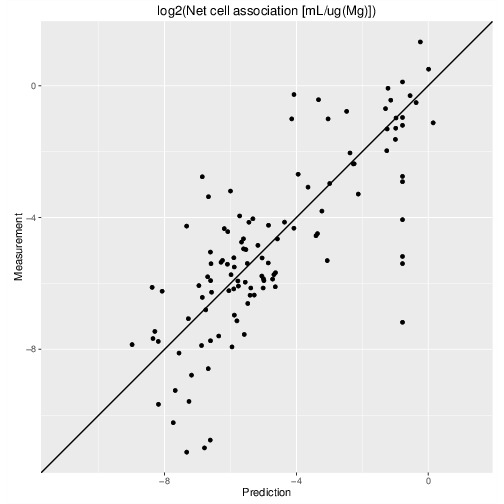 log2(Net cell association [mL/ug(Mg)])
Measurement
0
−4
−8
−8
−4
0
Prediction